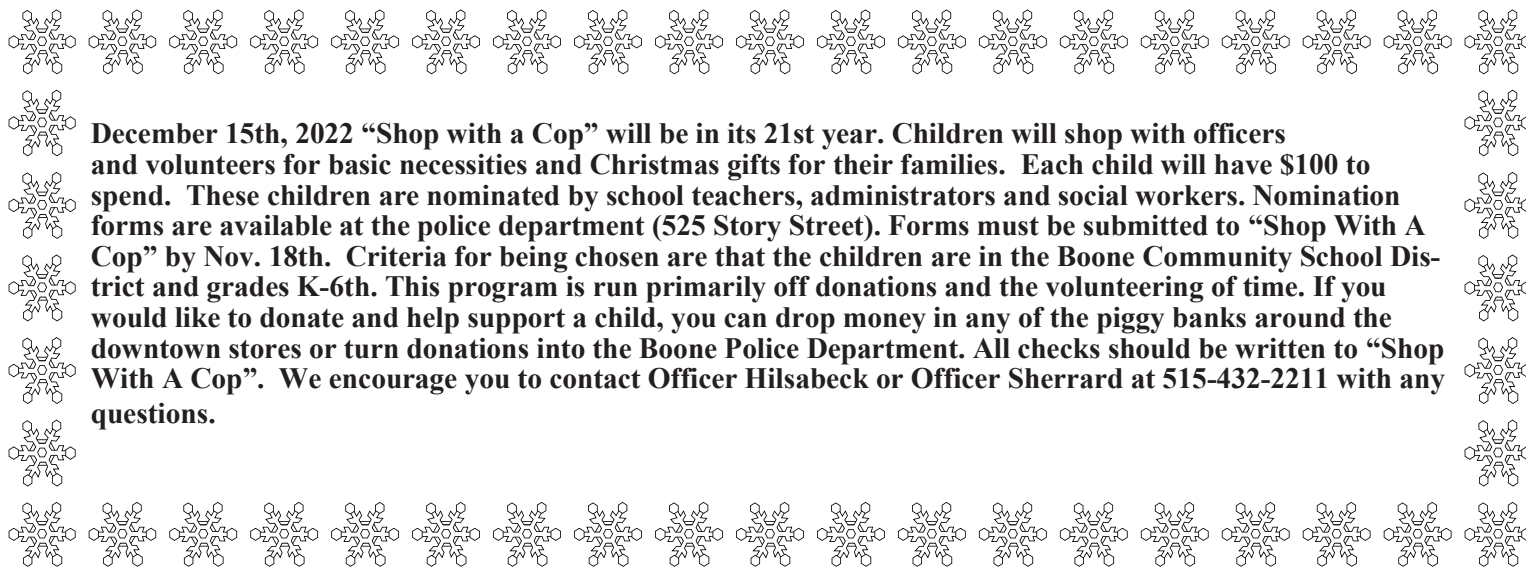 December 15th, 2022 “Shop with a Cop” will be in its 21st year. Children will shop with officers
and volunteers for basic necessities and Christmas gifts for their families.  Each child will have $100 to
spend.  These children are nominated by school teachers, administrators and social workers. Nomination
forms are available at the police department (525 Story Street). Forms must be submitted to “Shop With A
Cop” by Nov. 18th.  Criteria for being chosen are that the children are in the Boone Community School Dis-
trict and grades K-6th. This program is run primarily off donations and the volunteering of time. If you
would like to donate and help support a child, you can drop money in any of the piggy banks around the
downtown stores or turn donations into the Boone Police Department. All checks should be written to “Shop
With A Cop”.  We encourage you to contact Officer Hilsabeck or Officer Sherrard at 515-432-2211 with any
questions.